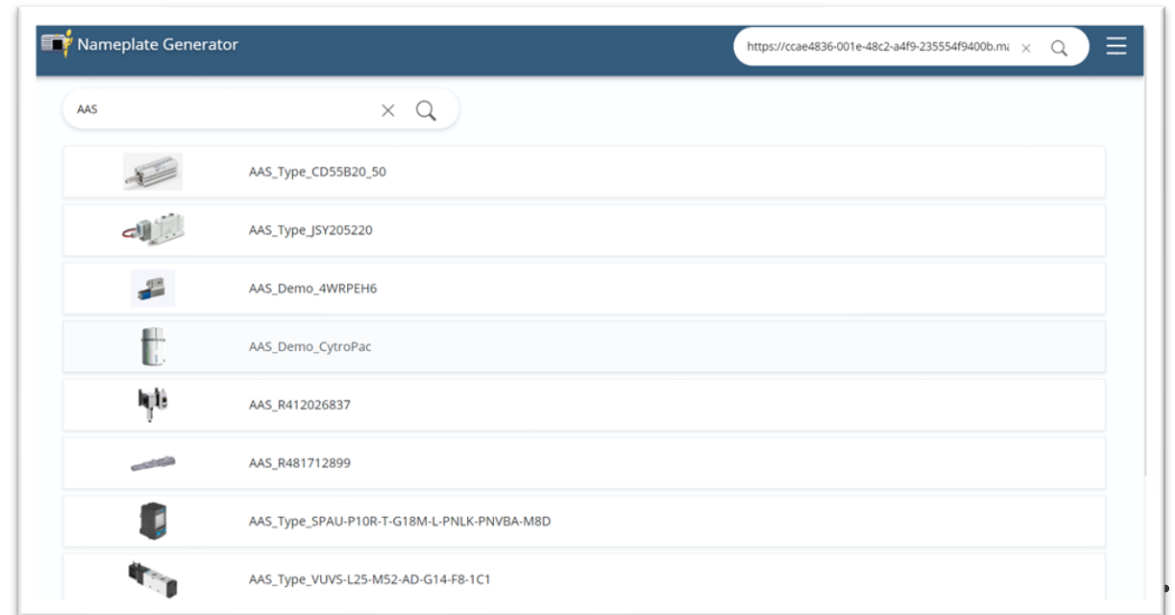 Nameplate Generator
https://ccae4836-001e-48c2-a4f9-235554f9400b.ma
AAS
AAS_Type_CD55B20_50
AAS_Type_JSY205220
AAS_Demo_4WRPEH6
AAS_Demo_CytroPac
AAS_R412026837
AAS_R481712899
AAS_Type_SPAU-P10R-T-G18M-L-PNLK-PNVBA-M8D
AAS_Type_VUVS-L25-M52-AD-G14-F8-1C1